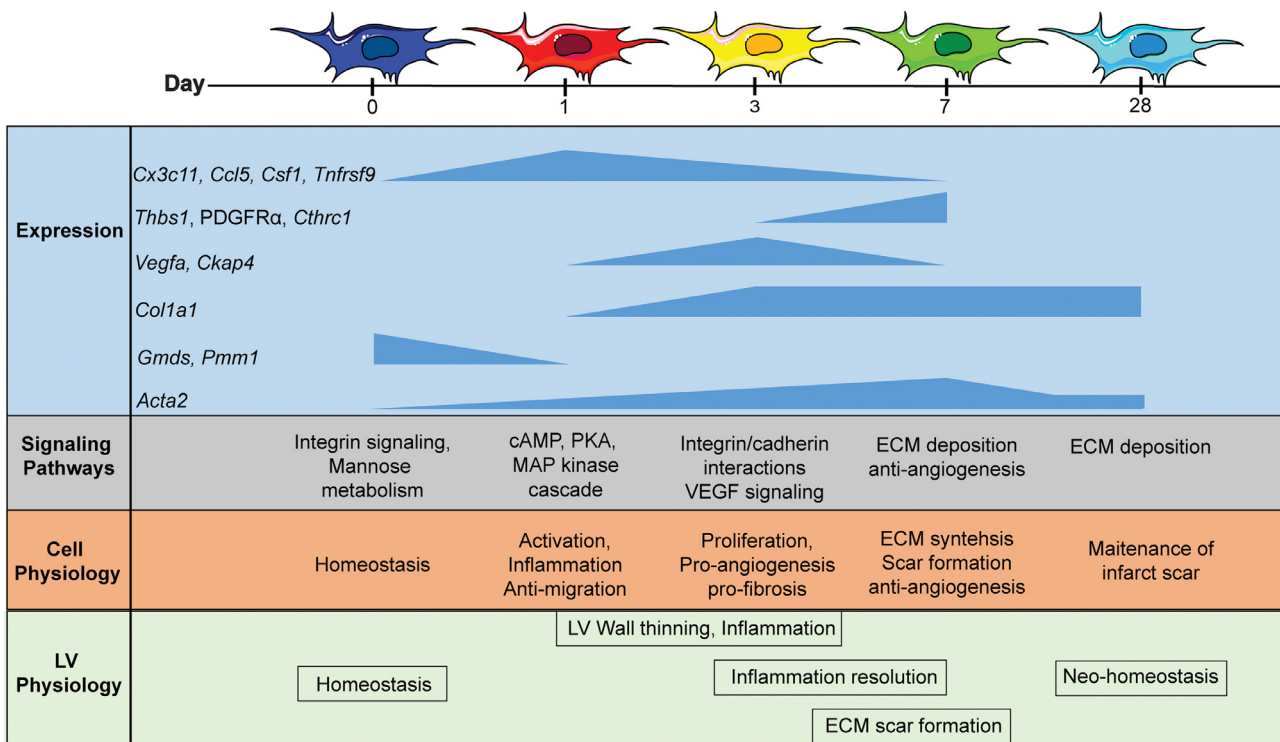 Day
0 1 3 7 28
Expression
Cx3c11, Ccl5, Csf1, Tnfrsf9
Thbs1, PDGFRα, Cthrc1
Vegfa, Ckap4
Col1a1
Gmds, Pmm1
Acta2
Signaling
Pathways
Integrin signaling,
Mannose
metabolism
cAMP, PKA,
MAP kinase
cascade
Integrin/cadherin
interactions
VEGF signaling
ECM deposition
anti-angiogenesis
ECM deposition
Cell
Physiology
Homeostasis
Activation,
Inflammation
Anti-migration
Proliferation,
Pro-angiogenesis
pro-fibrosis
ECM syntehsis
Scar formation
anti-angiogenesis
Maitenance of
infarct scar
LV
Physiology
LV Wall thinning, Inflammation
Homeostasis
Inflammation resolution
Neo-homeostasis
ECM scar formation